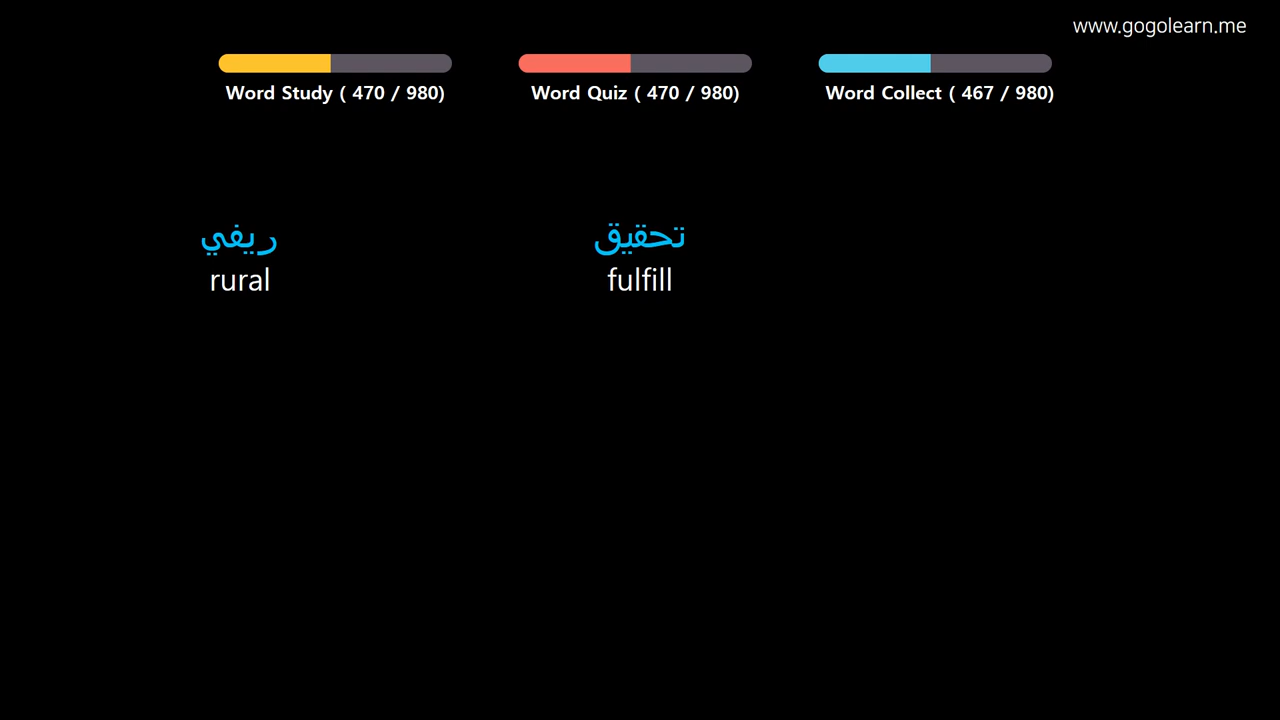 www.gogolearn.me
Word Study ( 470 / 980)
Word Quiz ( 470 / 980)
Word Collect ( 467 / 980)
ريفي
rural
تحقيق
fulfill